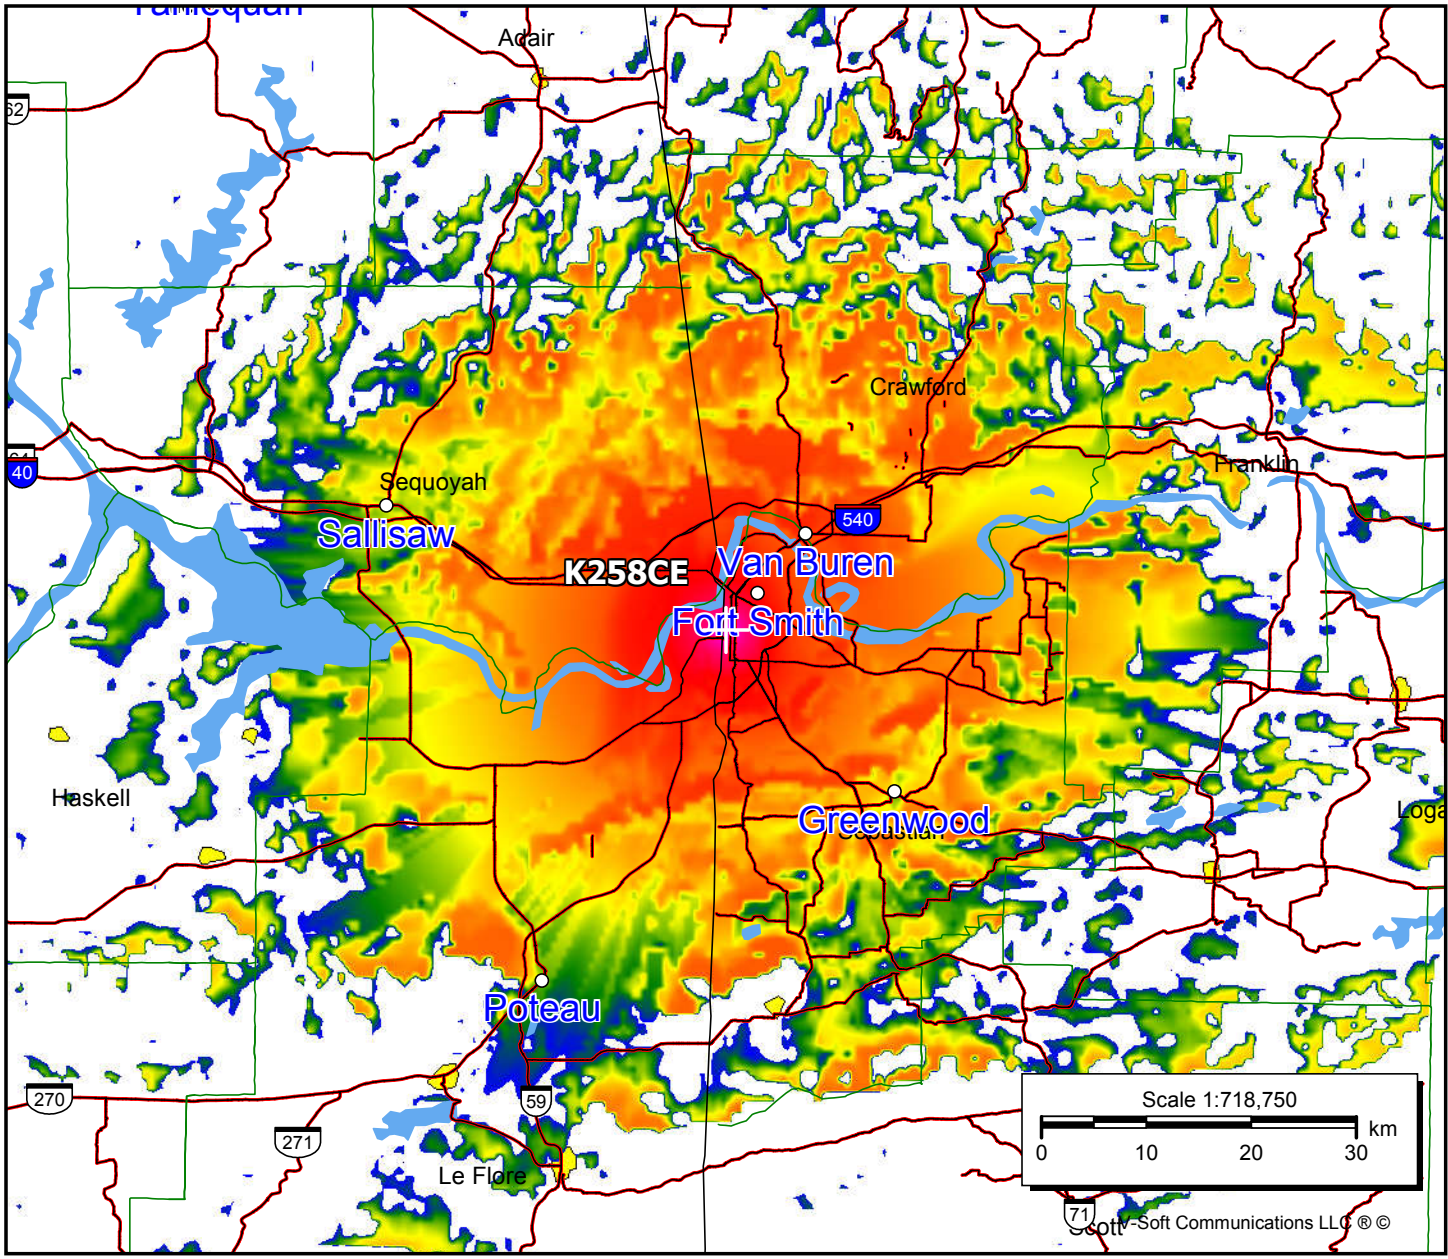 Adair
62
Crawford
Franklin
40
Sequoyah
540
Sallisaw
Van Buren
K258CE
Fort Smith
Haskell
Greenwood
Sebastian
Poteau
Scale 1:718,750
km
0 10 20 30
270
59
271
Le Flore
71
V-Soft Communications LLC ® ©